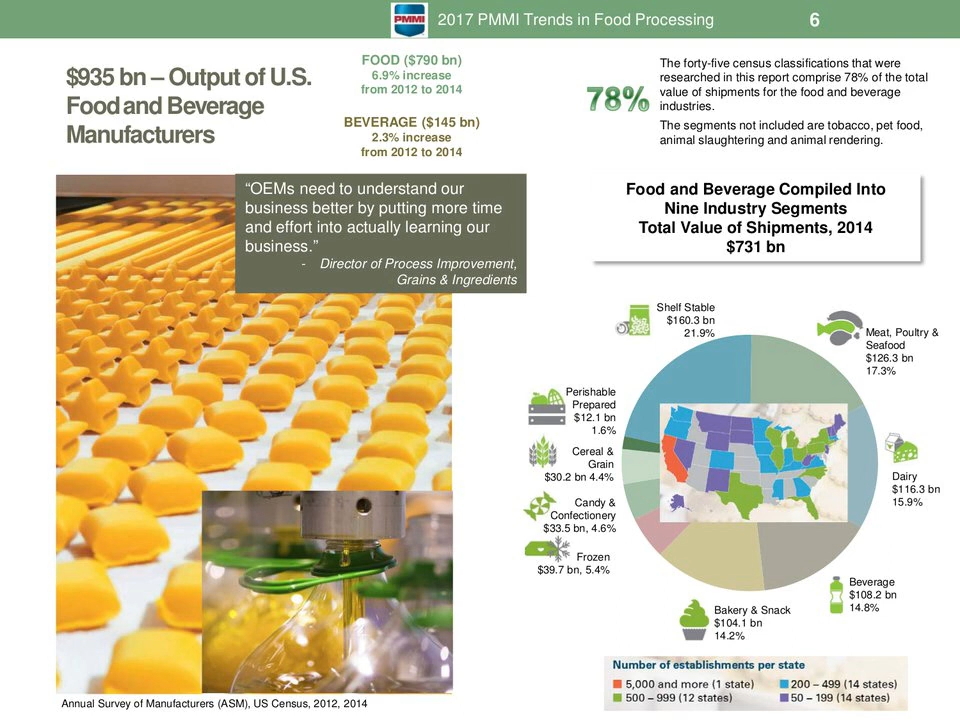 PMMI
2017 PMMI Trends in Food Processing
6
$935 bn – Output of U.S.
Food and Beverage
Manufacturers
FOOD ($790 bn)
6.9% increase
from 2012 to 2014
BEVERAGE ($145 bn)
2.3% increase
from 2012 to 2014
78%
The forty-five census classifications that were
researched in this report comprise 78% of the total
value of shipments for the food and beverage
industries.
The segments not included are tobacco, pet food,
animal slaughtering and animal rendering.
“OEMs need to understand our
business better by putting more time
and effort into actually learning our
business.”
- Director of Process Improvement,
Grains & Ingredients
Food and Beverage Compiled Into
Nine Industry Segments
Total Value of Shipments, 2014
$731 bn
Shelf Stable
$160.3 bn
21.9%
Meat, Poultry &
Seafood
$126.3 bn
17.3%
Perishable
Prepared
$12.1 bn
1.6%
Cereal &
Grain
$30.2 bn 4.4%
Dairy
$116.3 bn
15.9%
Candy &
Confectionery
$33.5 bn, 4.6%
Frozen
$39.7 bn, 5.4%
Beverage
$108.2 bn
14.8%
Bakery & Snack
$104.1 bn
14.2%
Number of establishments per state
5,000 and more (1 state)
200 – 499 (14 states)
500 – 999 (12 states)
50 – 199 (14 states)
Annual Survey of Manufacturers (ASM), US Census, 2012, 2014